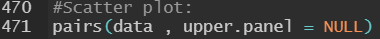 470 #Scatter plot:
471 pairs(data , upper.panel = NULL)